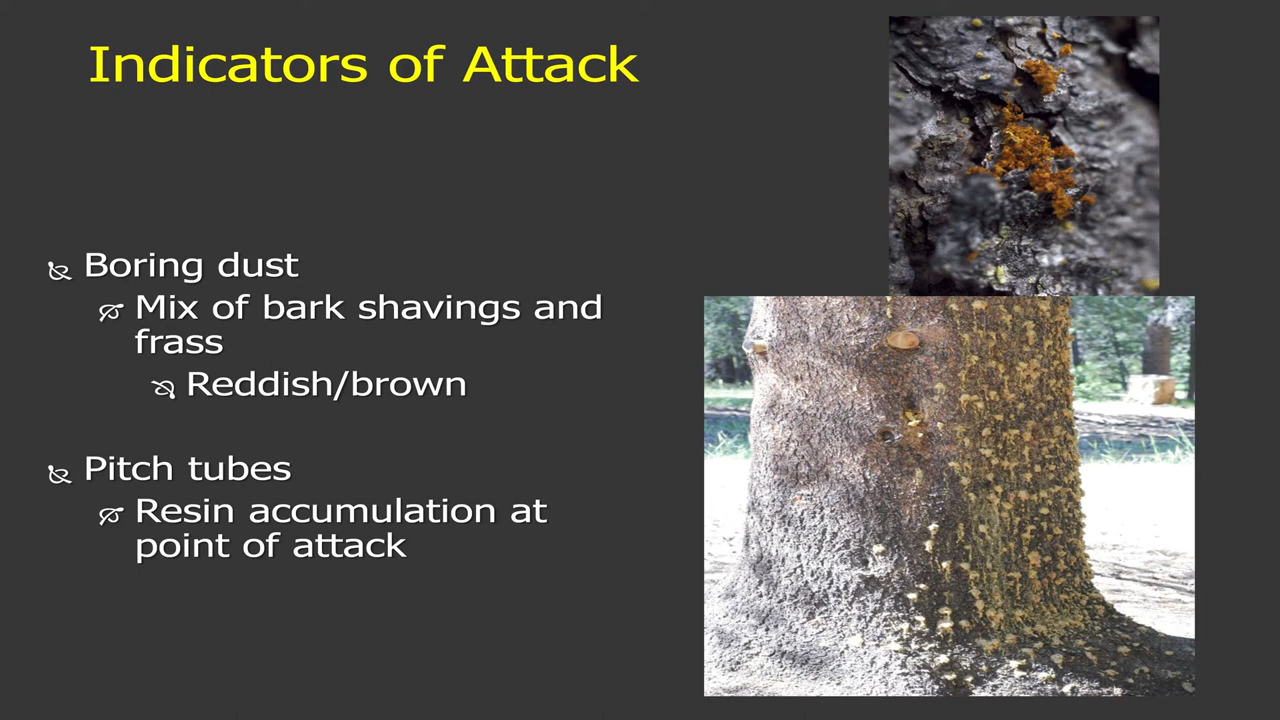 Indicators of Attack
Boring dust
Mix of bark shavings and
frass
Reddish/brown
Pitch tubes
Resin accumulation at
point of attack